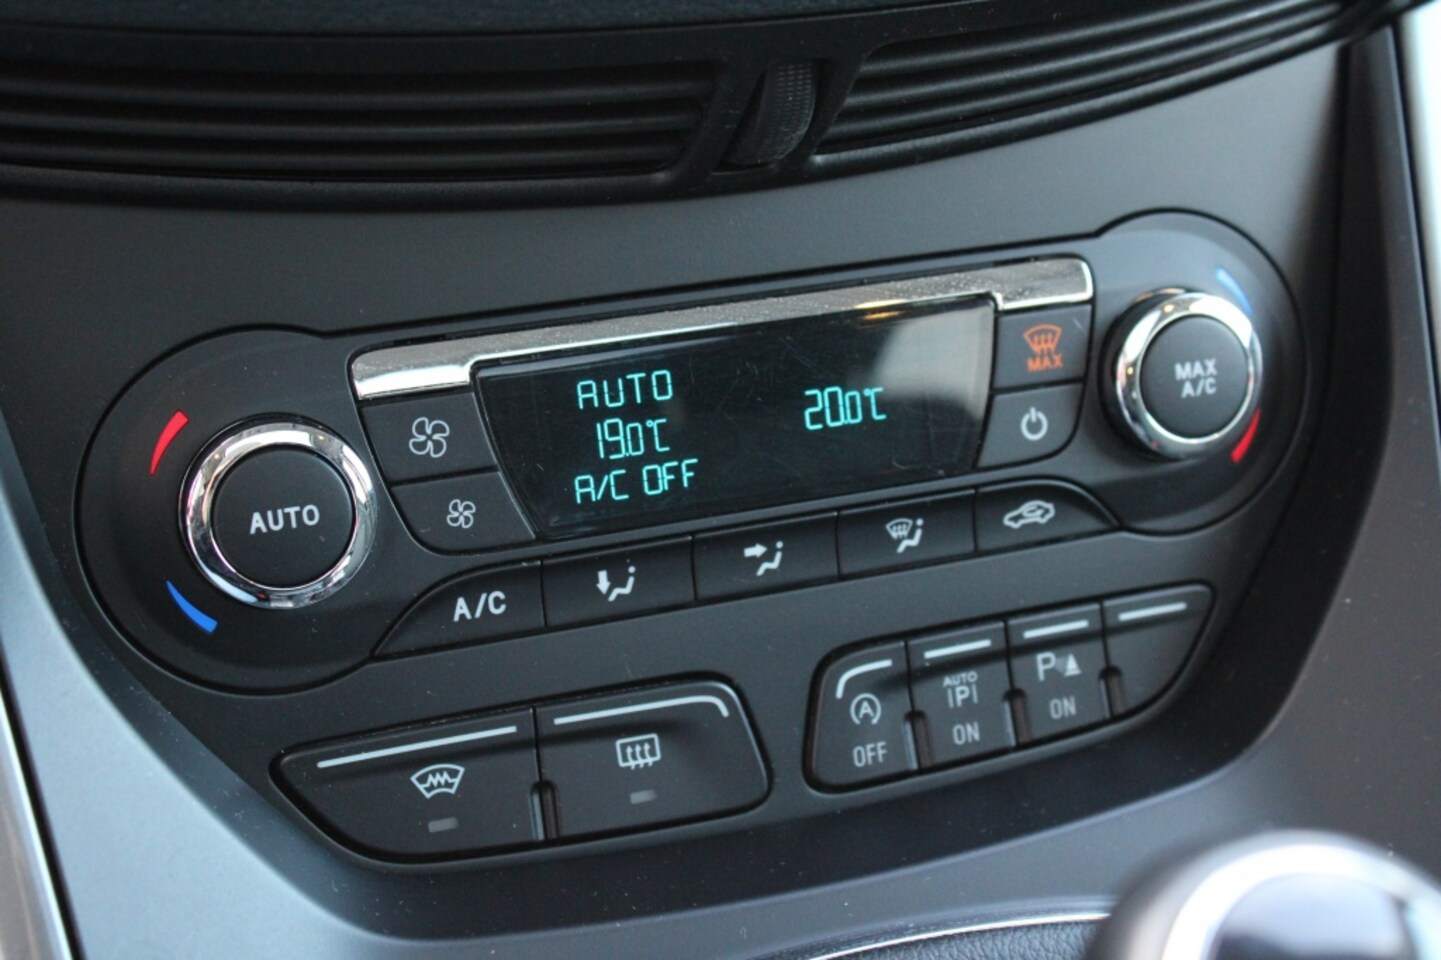 MAX
MAX
A/C
AUTO
19.0°C
A/C OFF
20.0°C
AUTO
A/C
AUTO
|P|
P
A
OFF
ON
ON